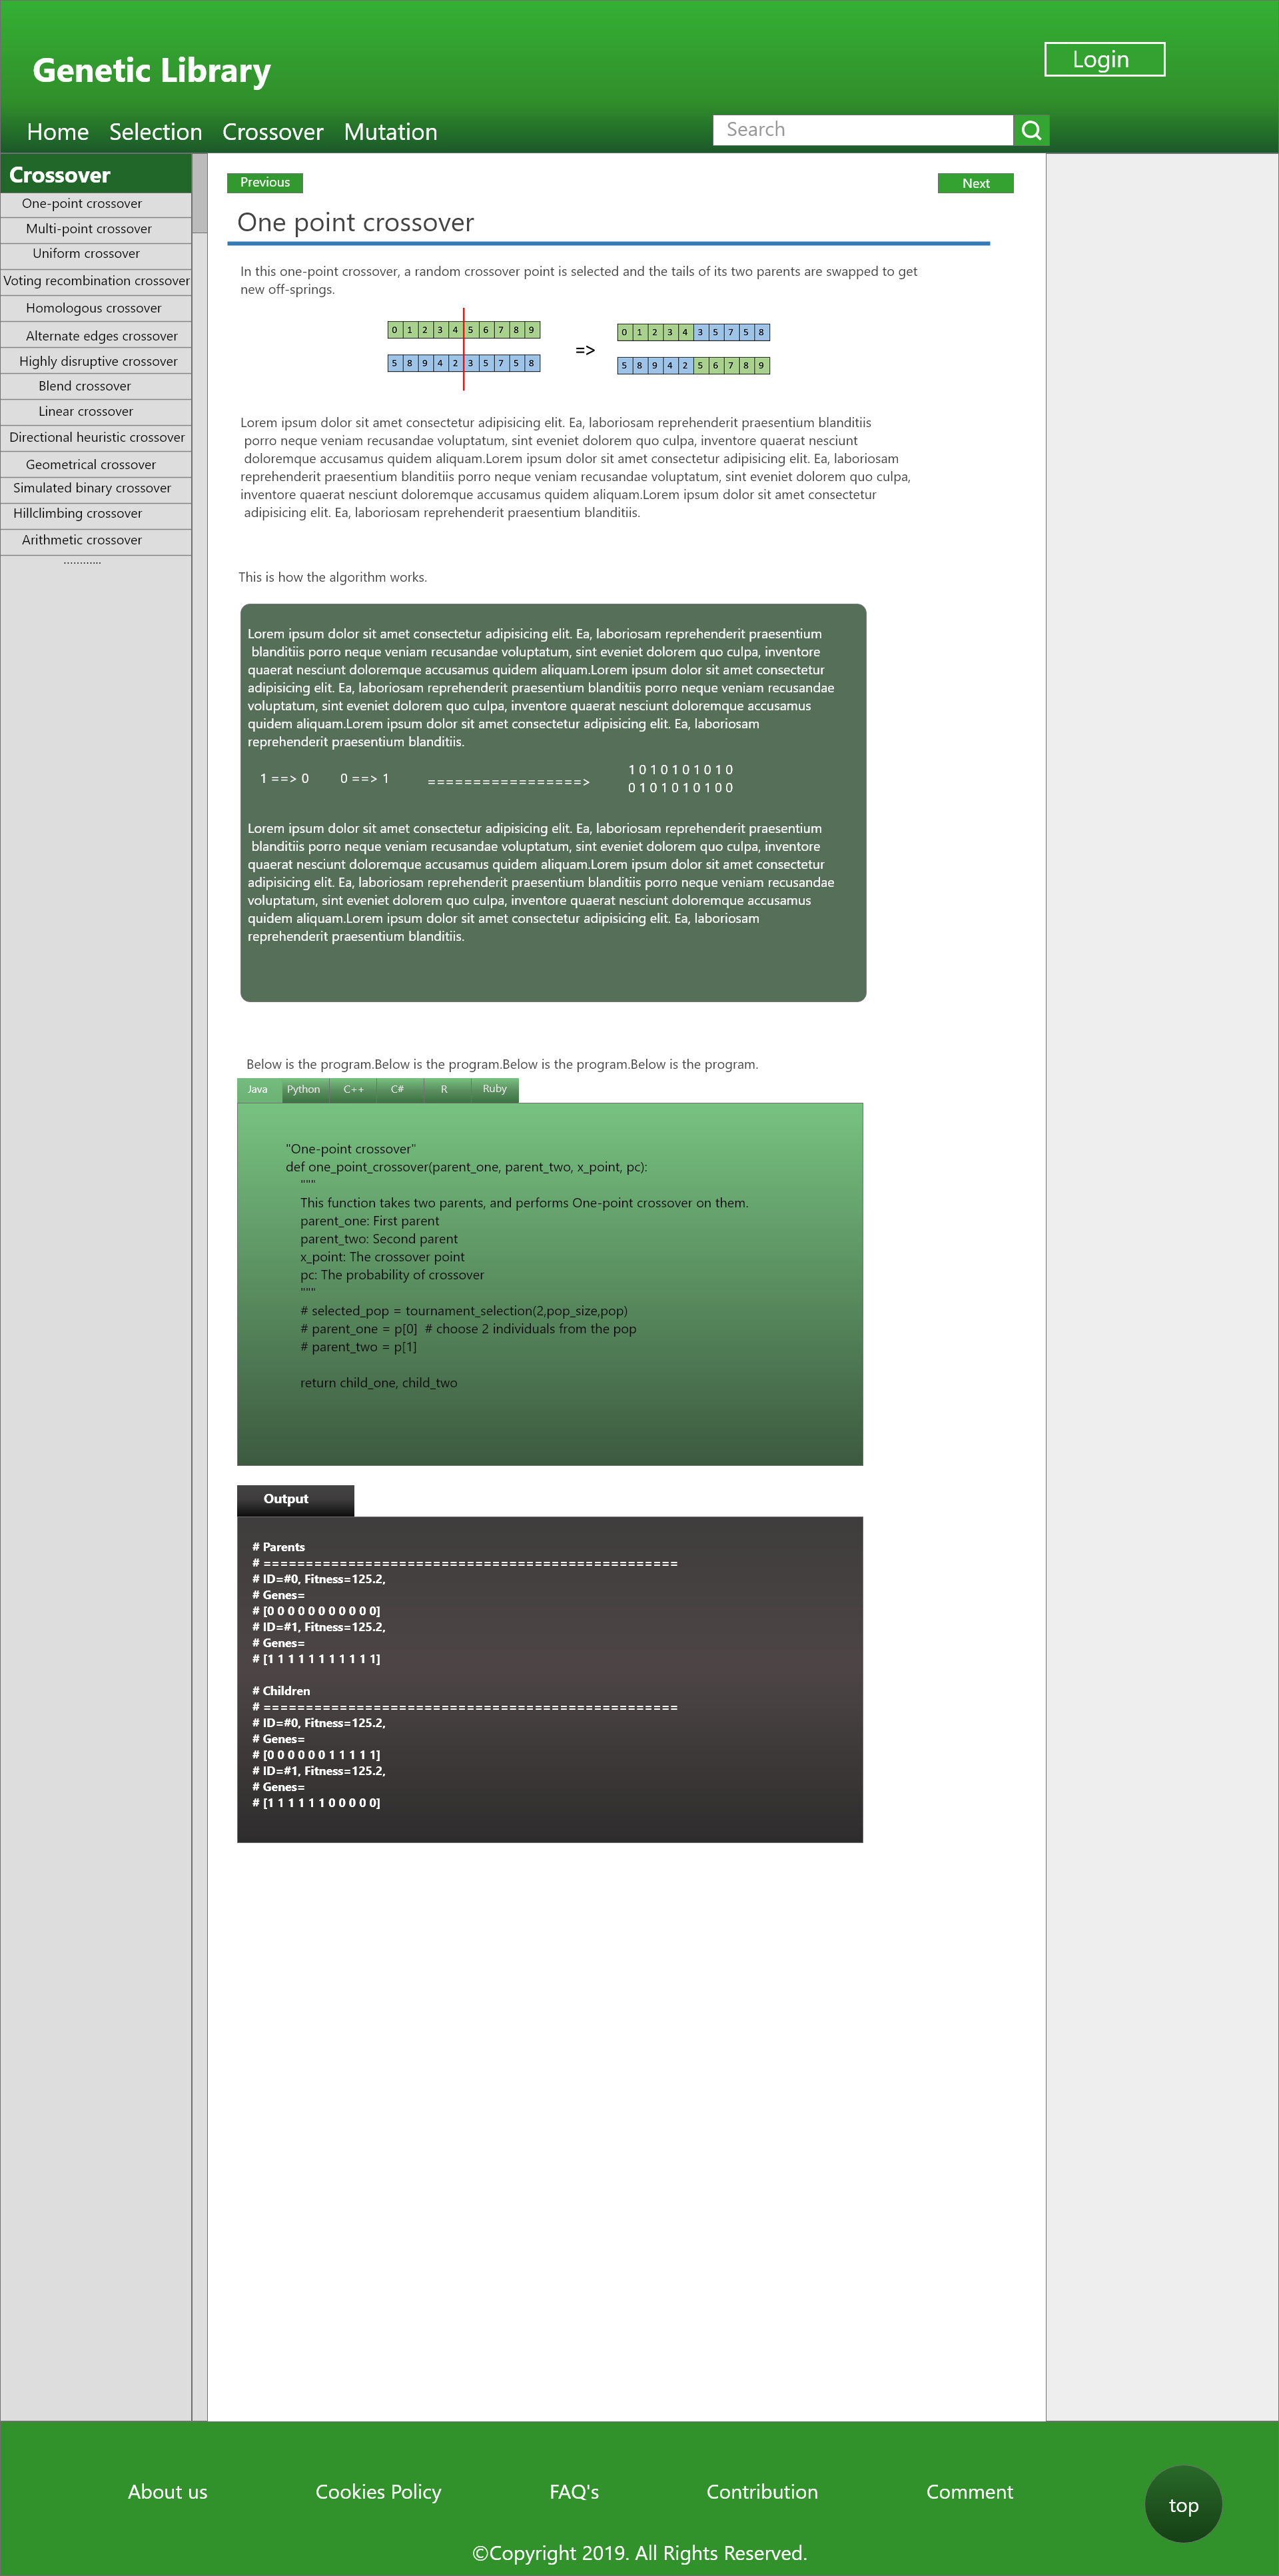 Genetic Library
Login
Home Selection Crossover Mutation
Search
Crossover
One-point crossover
Multi-point crossover
Uniform crossover
Voting recombination crossover
Homologous crossover
Alternate edges crossover
Highly disruptive crossover
Blend crossover
Linear crossover
Directional heuristic crossover
Geometrical crossover
Simulated binary crossover
Hillclimbing crossover
Arithmetic crossover
............
Previous
Next
One point crossover
In this one-point crossover, a random crossover point is selected and the tails of its two parents are swapped to get
new off-springs.
0 1 2 3 4 5 6 7 8 9
5 8 9 4 2 3 5 7 5 8
=>
0 1 2 3 4 3 5 7 5 8
5 8 9 4 2 5 6 7 8 9
Lorem ipsum dolor sit amet consectetur adipisicing elit. Ea, laboriosam reprehenderit praesentium blanditiis
porro neque veniam recusandae voluptatum, sint eveniet dolorem quo culpa, inventore quaerat nesciunt
doloremque accusamus quidem aliquam.Lorem ipsum dolor sit amet consectetur adipisicing elit. Ea, laboriosam
reprehenderit praesentium blanditiis porro neque veniam recusandae voluptatum, sint eveniet dolorem quo culpa,
inventore quaerat nesciunt doloremque accusamus quidem aliquam.Lorem ipsum dolor sit amet consectetur
adipisicing elit. Ea, laboriosam reprehenderit praesentium blanditiis.
This is how the algorithm works.
Lorem ipsum dolor sit amet consectetur adipisicing elit. Ea, laboriosam reprehenderit praesentium
blanditiis porro neque veniam recusandae voluptatum, sint eveniet dolorem quo culpa, inventore
quaerat nesciunt doloremque accusamus quidem aliquam.Lorem ipsum dolor sit amet consectetur
adipisicing elit. Ea, laboriosam reprehenderit praesentium blanditiis porro neque veniam recusandae
voluptatum, sint eveniet dolorem quo culpa, inventore quaerat nesciunt doloremque accusamus
quidem aliquam.Lorem ipsum dolor sit amet consectetur adipisicing elit. Ea, laboriosam
reprehenderit praesentium blanditiis.
1 ==> 0 0 ==> 1 =================>
1 0 1 0 1 0 1 0 1 0
0 1 0 1 0 1 0 1 0 0
Lorem ipsum dolor sit amet consectetur adipisicing elit. Ea, laboriosam reprehenderit praesentium
blanditiis porro neque veniam recusandae voluptatum, sint eveniet dolorem quo culpa, inventore
quaerat nesciunt doloremque accusamus quidem aliquam.Lorem ipsum dolor sit amet consectetur
adipisicing elit. Ea, laboriosam reprehenderit praesentium blanditiis porro neque veniam recusandae
voluptatum, sint eveniet dolorem quo culpa, inventore quaerat nesciunt doloremque accusamus
quidem aliquam.Lorem ipsum dolor sit amet consectetur adipisicing elit. Ea, laboriosam
reprehenderit praesentium blanditiis.
Below is the program.Below is the program.Below is the program.Below is the program.
Java Python C++ C# R Ruby
"One-point crossover"
def one_point_crossover(parent_one, parent_two, x_point, pc):
"""
This function takes two parents, and performs One-point crossover on them.
parent_one: First parent
parent_two: Second parent
x_point: The crossover point
pc: The probability of crossover
"""
# selected_pop = tournament_selection(2,pop_size,pop)
# parent_one = p[0] # choose 2 individuals from the pop
# parent_two = p[1]
return child_one, child_two
Output
# Parents
# =================================================
# ID=#0, Fitness=125.2,
# Genes=
# [0 0 0 0 0 0 0 0 0 0 0]
# ID=#1, Fitness=125.2,
# Genes=
# [1 1 1 1 1 1 1 1 1 1 1]
# Children
# =================================================
# ID=#0, Fitness=125.2,
# Genes=
# [0 0 0 0 0 0 1 1 1 1 1]
# ID=#1, Fitness=125.2,
# Genes=
# [1 1 1 1 1 1 0 0 0 0 0]
About us Cookies Policy FAQ's Contribution Comment
top
©Copyright 2019. All Rights Reserved.